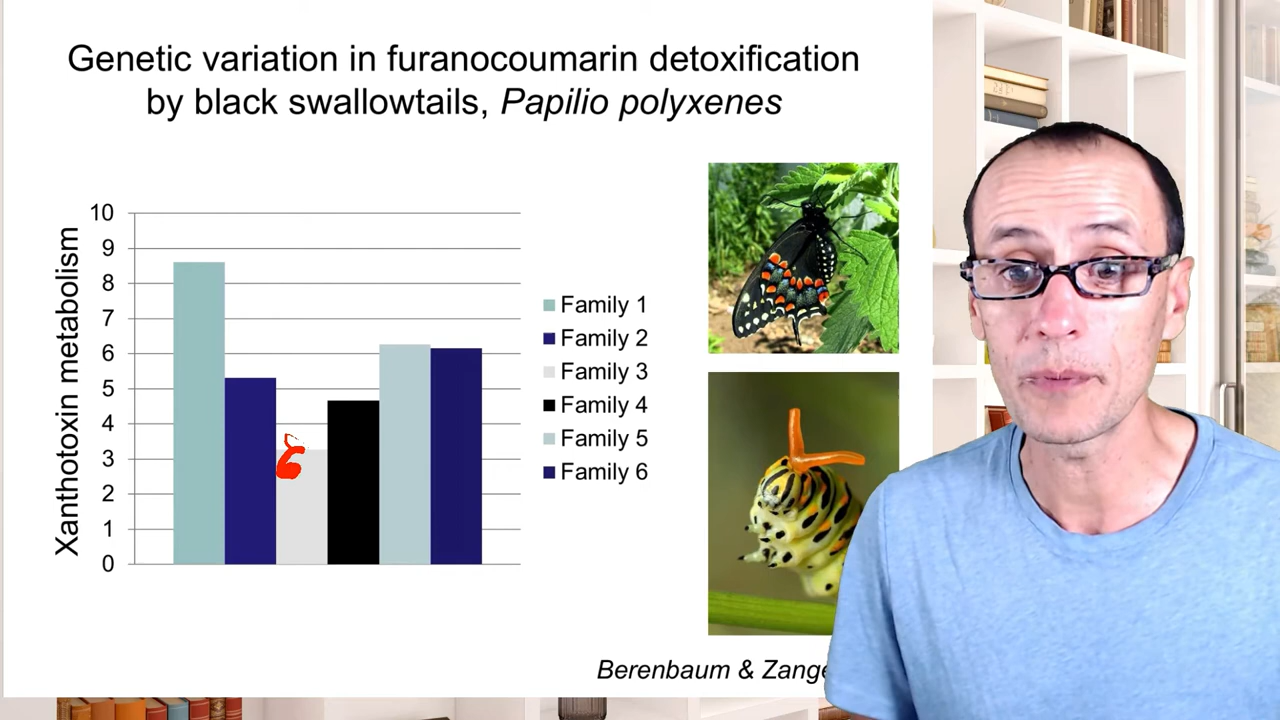 Genetic variation in furanocoumarin detoxification
by black swallowtails, Papilio polyxenes
Xanthotoxin metabolism
10
9
8
7
6
5
4
3
2
1
0
Family 1
Family 2
Family 3
Family 4
Family 5
Family 6
Berenbaum & Zange